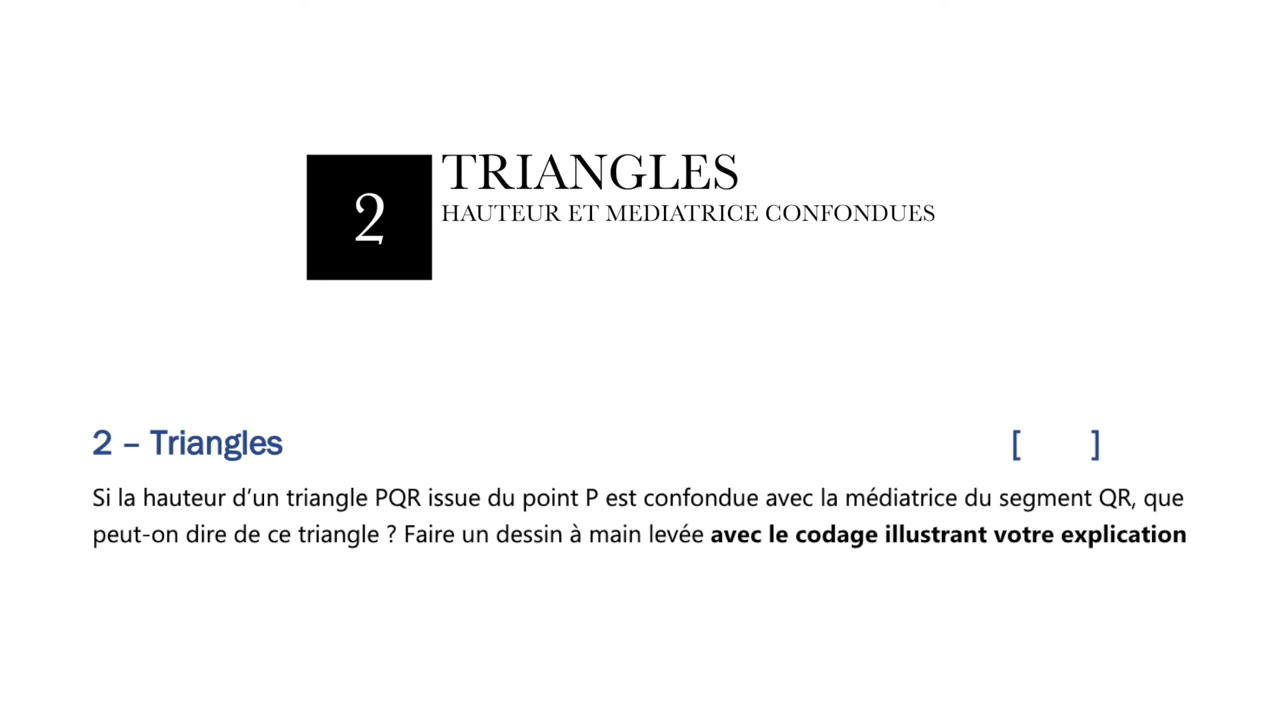 2
TRIANGLES
HAUTEUR ET MEDIATRICE CONFONDUES
2 – Triangles [ ]
Si la hauteur d’un triangle PQR issue du point P est confondue avec la médiatrice du segment QR, que
peut-on dire de ce triangle ? Faire un dessin à main levée avec le codage illustrant votre explication